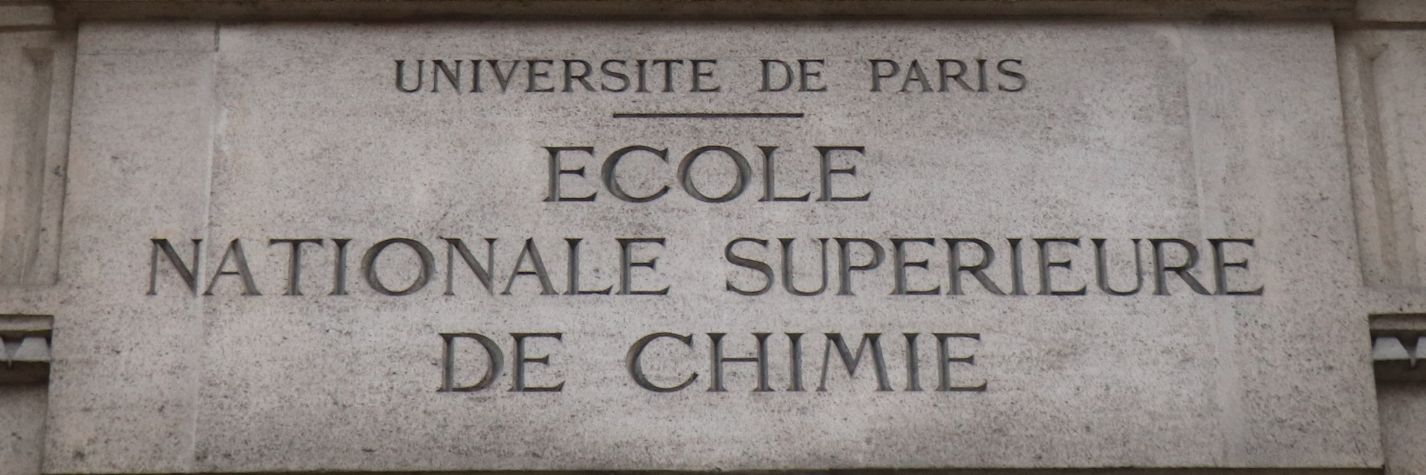 UNIVERSITE DE PARIS
ECOLE
NATIONALE SUPERIEURE
DE CHIMIE